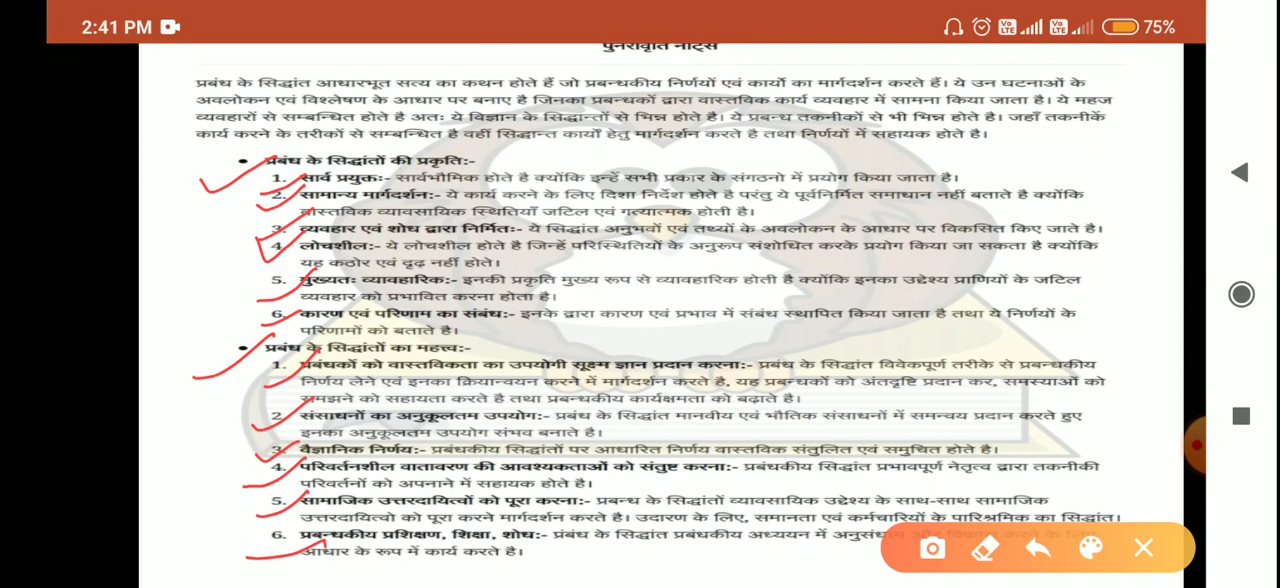 2:41 PM
Vo LTE Vo LTE 75%
पुनरावृति नोट्स
प्रबंध के सिद्धांत आधारभूत सत्य का कथन होते हैं जो प्रबन्धकीय निर्णयों एवं कार्यो का मार्गदर्शन करते हैं। ये उन घटनाओं के
अवलोकन एवं विश्लेषण के आधार पर बनाए है जिनका प्रबन्धकों द्वारा वास्तविक कार्य व्यवहार में सामना किया जाता है। ये महज
व्यवहारों से सम्बन्धित होते है अतः ये विज्ञान के सिद्धान्तों से भिन्न होते है। ये प्रबन्ध तकनीकों से भी भिन्न होते है। जहाँ तकनीकें
कार्य करने के तरीकों से सम्बन्धित है वहीं सिद्धान्त कार्यों हेतु मार्गदर्शन करते है तथा निर्णयों में सहायक होते है।
• प्रबंध के सिद्धांतों की प्रकृति:-
1. सार्व प्रयुक्तः- सार्वभौमिक होते है क्योंकि इन्हें सभी प्रकार के संगठनो में प्रयोग किया जाता है।
2. सामान्य मार्गदर्शन:- ये कार्य करने के लिए दिशा निर्देश होते है परंतु ये पूर्वनिर्मित समाधान नहीं बताते है क्योंकि
वास्तविक व्यावसायिक स्थितियाँ जटिल एवं गत्यात्मक होती है।
3. व्यवहार एवं शोध द्वारा निर्मितः- ये सिद्धांत अनुभवों एवं तथ्यों के अवलोकन के आधार पर विकसित किए जाते है।
4. लोचशील:- ये लोचशील होते है जिन्हें परिस्थितियों के अनुरूप संशोधित करके प्रयोग किया जा सकता है क्योंकि
यह कठोर एवं दृढ़ नहीं होते।
5. मुख्यतः व्यावहारिक:- इनकी प्रकृति मुख्य रूप से व्यावहारिक होती है क्योंकि इनका उद्देश्य प्राणियों के जटिल
व्यवहार को प्रभावित करना होता है।
6. कारण एवं परिणाम का संबंध:- इनके द्वारा कारण एवं प्रभाव में संबंध स्थापित किया जाता है तथा ये निर्णयों के
परिणामों को बताते है।
• प्रबंध के सिद्धांतों का महत्त्व:-
1. प्रबंधकों को वास्तविकता का उपयोगी सूक्ष्म ज्ञान प्रदान करना:- प्रबंध के सिद्धांत विवेकपूर्ण तरीके से प्रबन्धकीय
निर्णय लेने एवं इनका क्रियान्वयन करने में मार्गदर्शन करते है, यह प्रबन्धकों को अंतदृष्टि प्रदान कर, समस्याओं को
समझने को सहायता करते है तथा प्रबन्धकीय कार्यक्षमता को बढ़ाते है।
2. संसाधनों का अनुकूलतम उपयोग:- प्रबंध के सिद्धांत मानवीय एवं भौतिक संसाधनों में समन्वय प्रदान करते हुए
इनका अनुकूलतम उपयोग संभव बनाते है।
3. वैज्ञानिक निर्णय:- प्रबंधकीय सिद्धांतों पर आधारित निर्णय वास्तविक संतुलित एवं समुचित होते है।
4. परिवर्तनशील वातावरण की आवश्यकताओं को संतुष्ट करना:- प्रबंधकीय सिद्धांत प्रभावपूर्ण नेतृत्व द्वारा तकनीकी
परिवर्तनों को अपनाने में सहायक होते है।
5. सामाजिक उत्तरदायित्वों को पूरा करना:- प्रबन्ध के सिद्धांतों व्यावसायिक उद्देश्य के साथ-साथ सामाजिक
उत्तरदायित्वो को पूरा करने मार्गदर्शन करते है। उदारण के लिए, समानता एवं कर्मचारियों के पारिश्रमिक का सिद्धांत।
6. प्रबन्धकीय प्रशिक्षण, शिक्षा, शोध:- प्रंबंध के सिद्धांत प्रबंधकीय अध्ययन में
आधार के रूप में कार्य करते है।